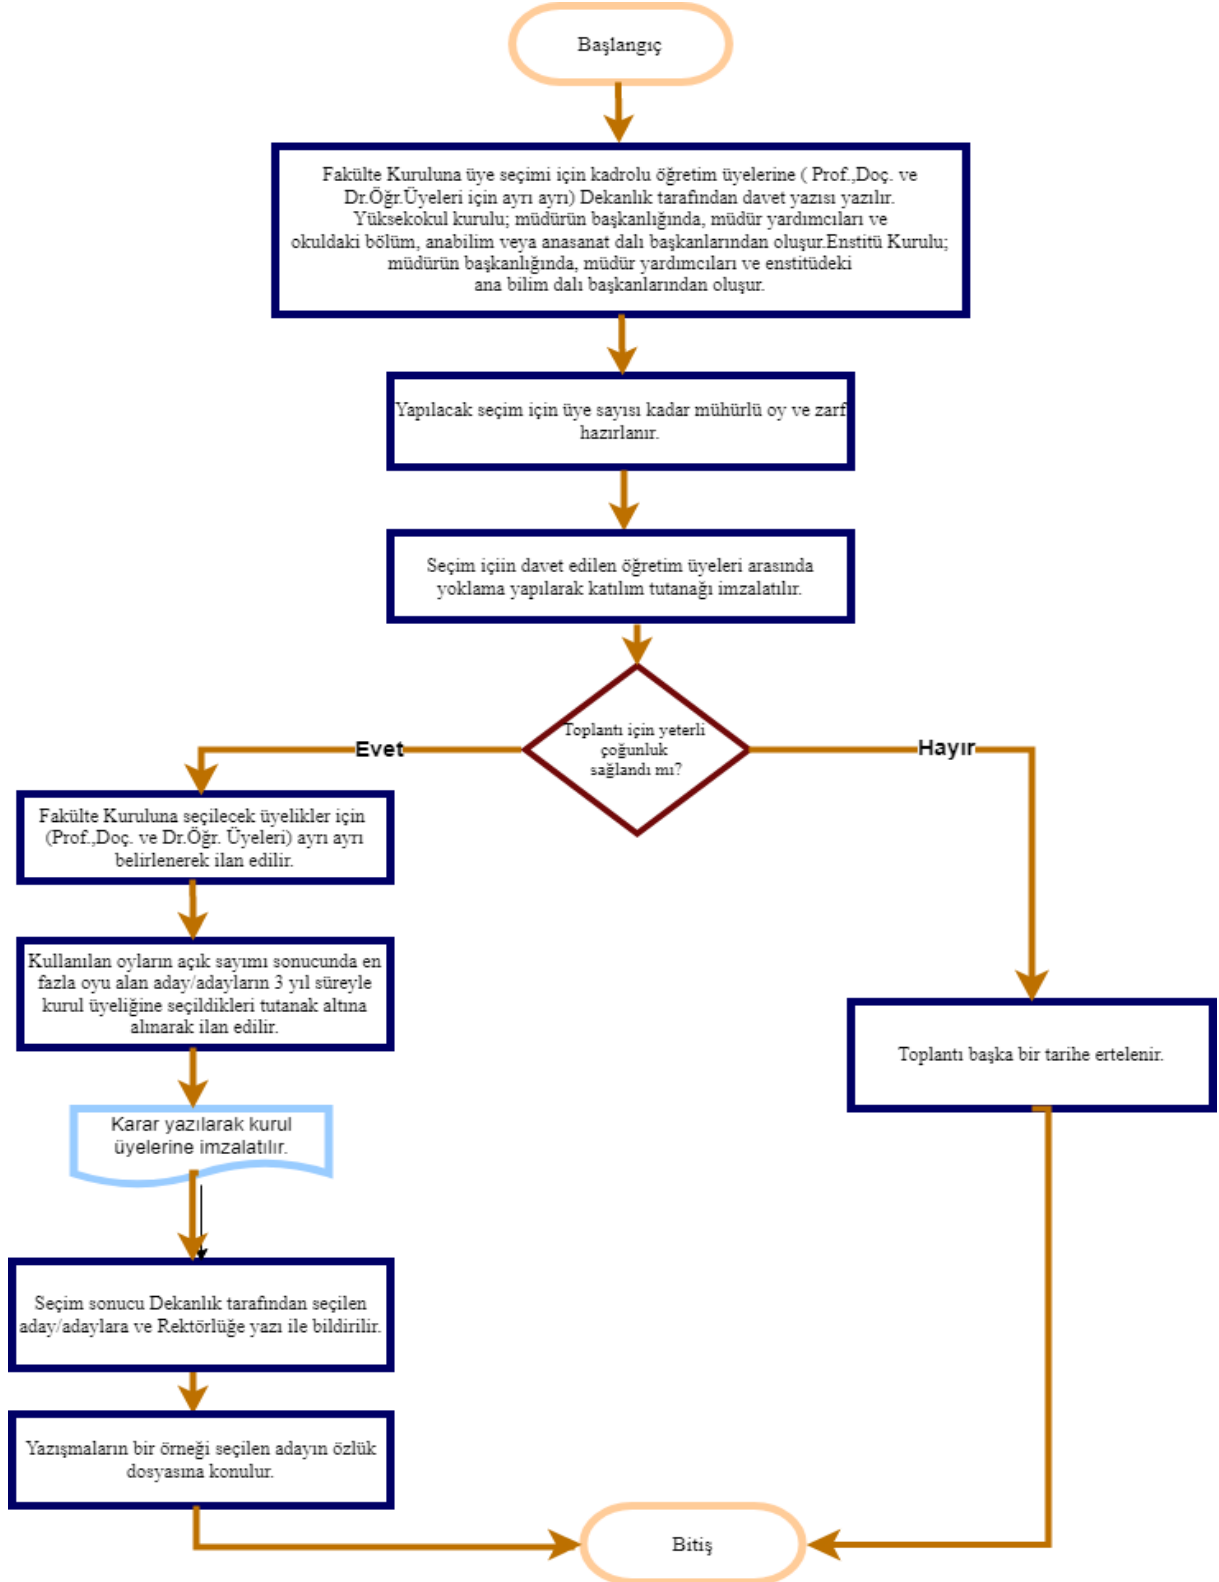 Başlangıç
Fakülte Kuruluna üye seçimi için kadrolu öğretim üyelerine ( Prof.,Doç. ve
Dr.Öğr.Üyeleri için ayrı ayrı) Dekanlık tarafından davet yazısı yazılır.
Yüksekokul kurulu; müdürün başkanlığında, müdür yardımcıları ve
okuldaki bölüm, anabilim veya anasanat dalı başkanlarından oluşur.Enstitü Kurulu;
müdürün başkanlığında, müdür yardımcıları ve enstitüdeki
ana bilim dalı başkanlarından oluşur.
Yapılacak seçim için üye sayısı kadar mühürlü oy ve zarf
hazırlanır.
Seçim içiin davet edilen öğretim üyeleri arasında
yoklama yapılarak katılım tutanağı imzalatılır.
Toplantı için yeterli
çoğunluk
sağlandı mı?
Evet
Hayır
Fakülte Kuruluna seçilecek üyelikler için
(Prof.,Doç. ve Dr.Öğr. Üyeleri) ayrı ayrı
belirlenerek ilan edilir.
Kullanılan oyların açık sayımı sonucunda en
fazla oyu alan aday/adayların 3 yıl süreyle
kurul üyeliğine seçildikleri tutanak altına
alınarak ilan edilir.
Toplantı başka bir tarihe ertelenir.
Karar yazılarak kurul
üyelerine imzalatılır.
Seçim sonucu Dekanlık tarafından seçilen
aday/adaylara ve Rektörlüğe yazı ile bildirilir.
Yazışmaların bir örneği seçilen adayın özlük
dosyasına konulur.
Bitiş